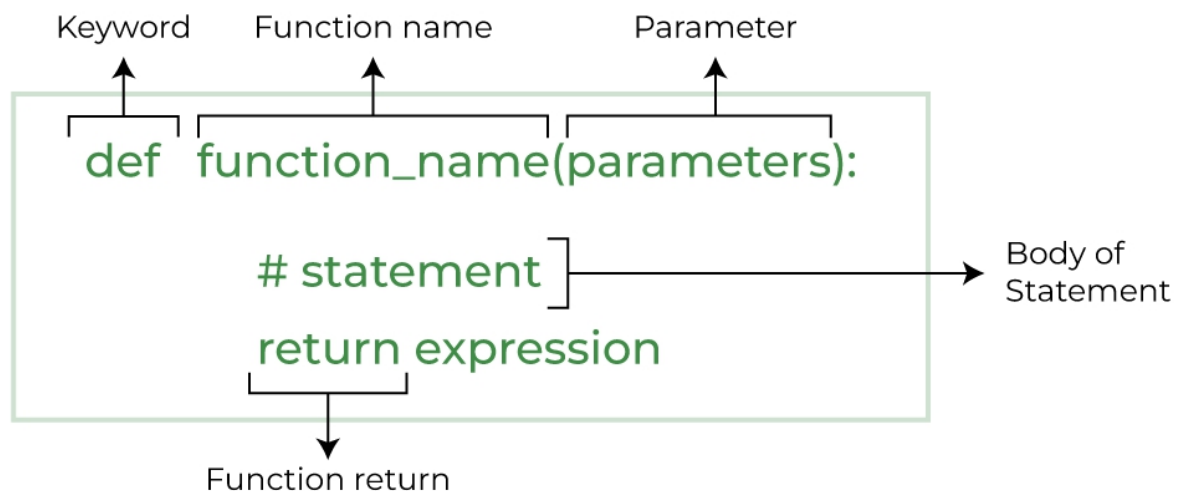 Keyword Function name Parameter
def function_name(parameters):
# statement
Body of
Statement
return expression
Function return